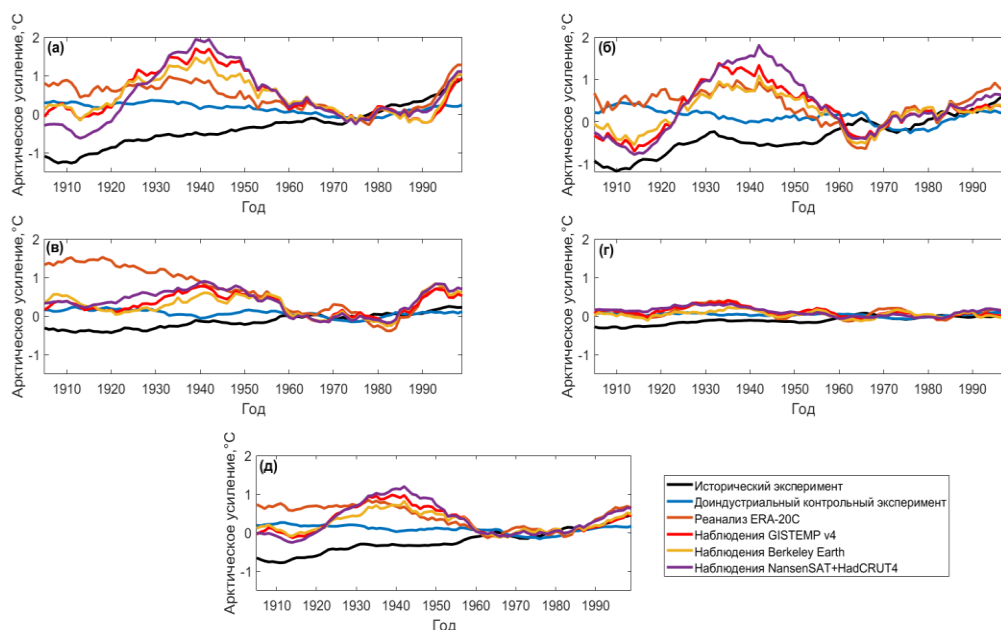 (а)
Арктическое усиление,°C
2
1
0
-1
1910 1920 1930 1940 1950 1960 1970 1980 1990
Год
(б)
Арктическое усиление,°C
2
1
0
-1
1910 1920 1930 1940 1950 1960 1970 1980 1990
Год
(в)
Арктическое усиление,°C
2
1
0
-1
1910 1920 1930 1940 1950 1960 1970 1980 1990
Год
(г)
Арктическое усиление,°C
2
1
0
-1
1910 1920 1930 1940 1950 1960 1970 1980 1990
Год
(д)
Арктическое усиление,°C
2
1
0
-1
1910 1920 1930 1940 1950 1960 1970 1980 1990
Год
Исторический эксперимент
Доиндустриальный контрольный эксперимент
Реанализ ERA-20C
Наблюдения GISTEMP v4
Наблюдения Berkeley Earth
Наблюдения NansenSAT+HadCRUT4